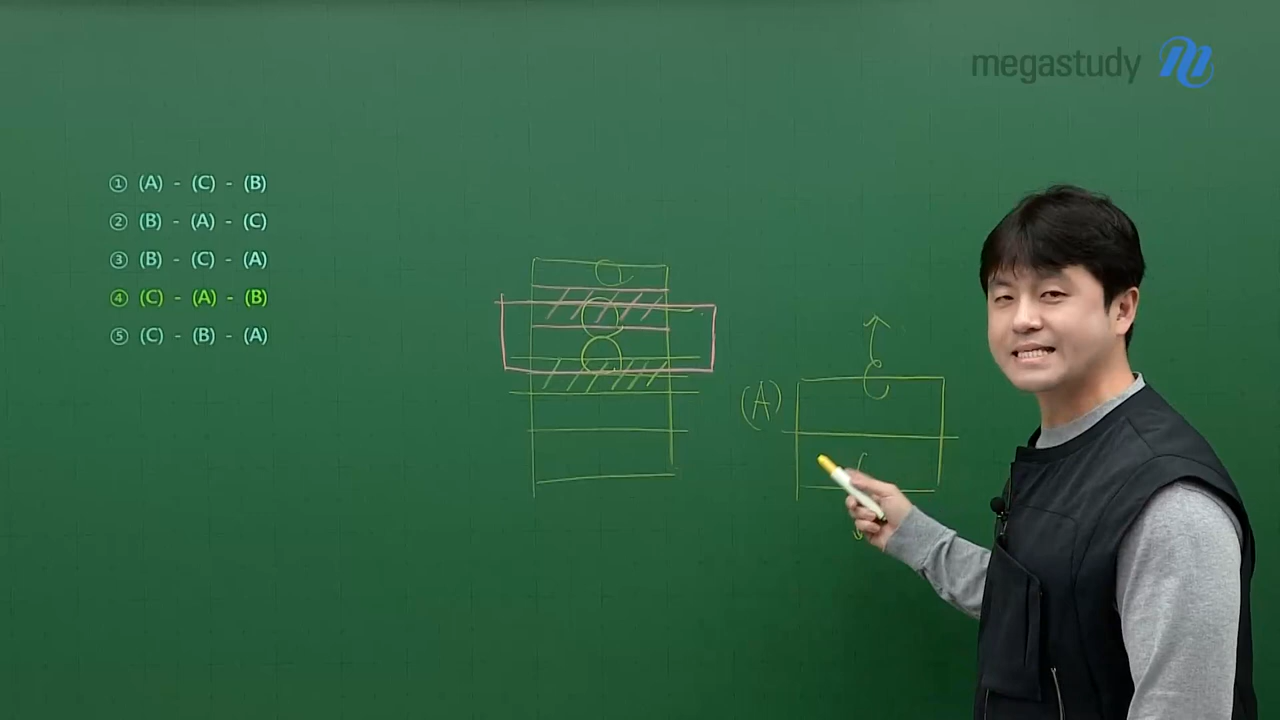 megastudy
① (A) - (C) - (B)
② (B) - (A) - (C)
③ (B) - (C) - (A)
④ (C) - (A) - (B)
⑤ (C) - (B) - (A)
(A)